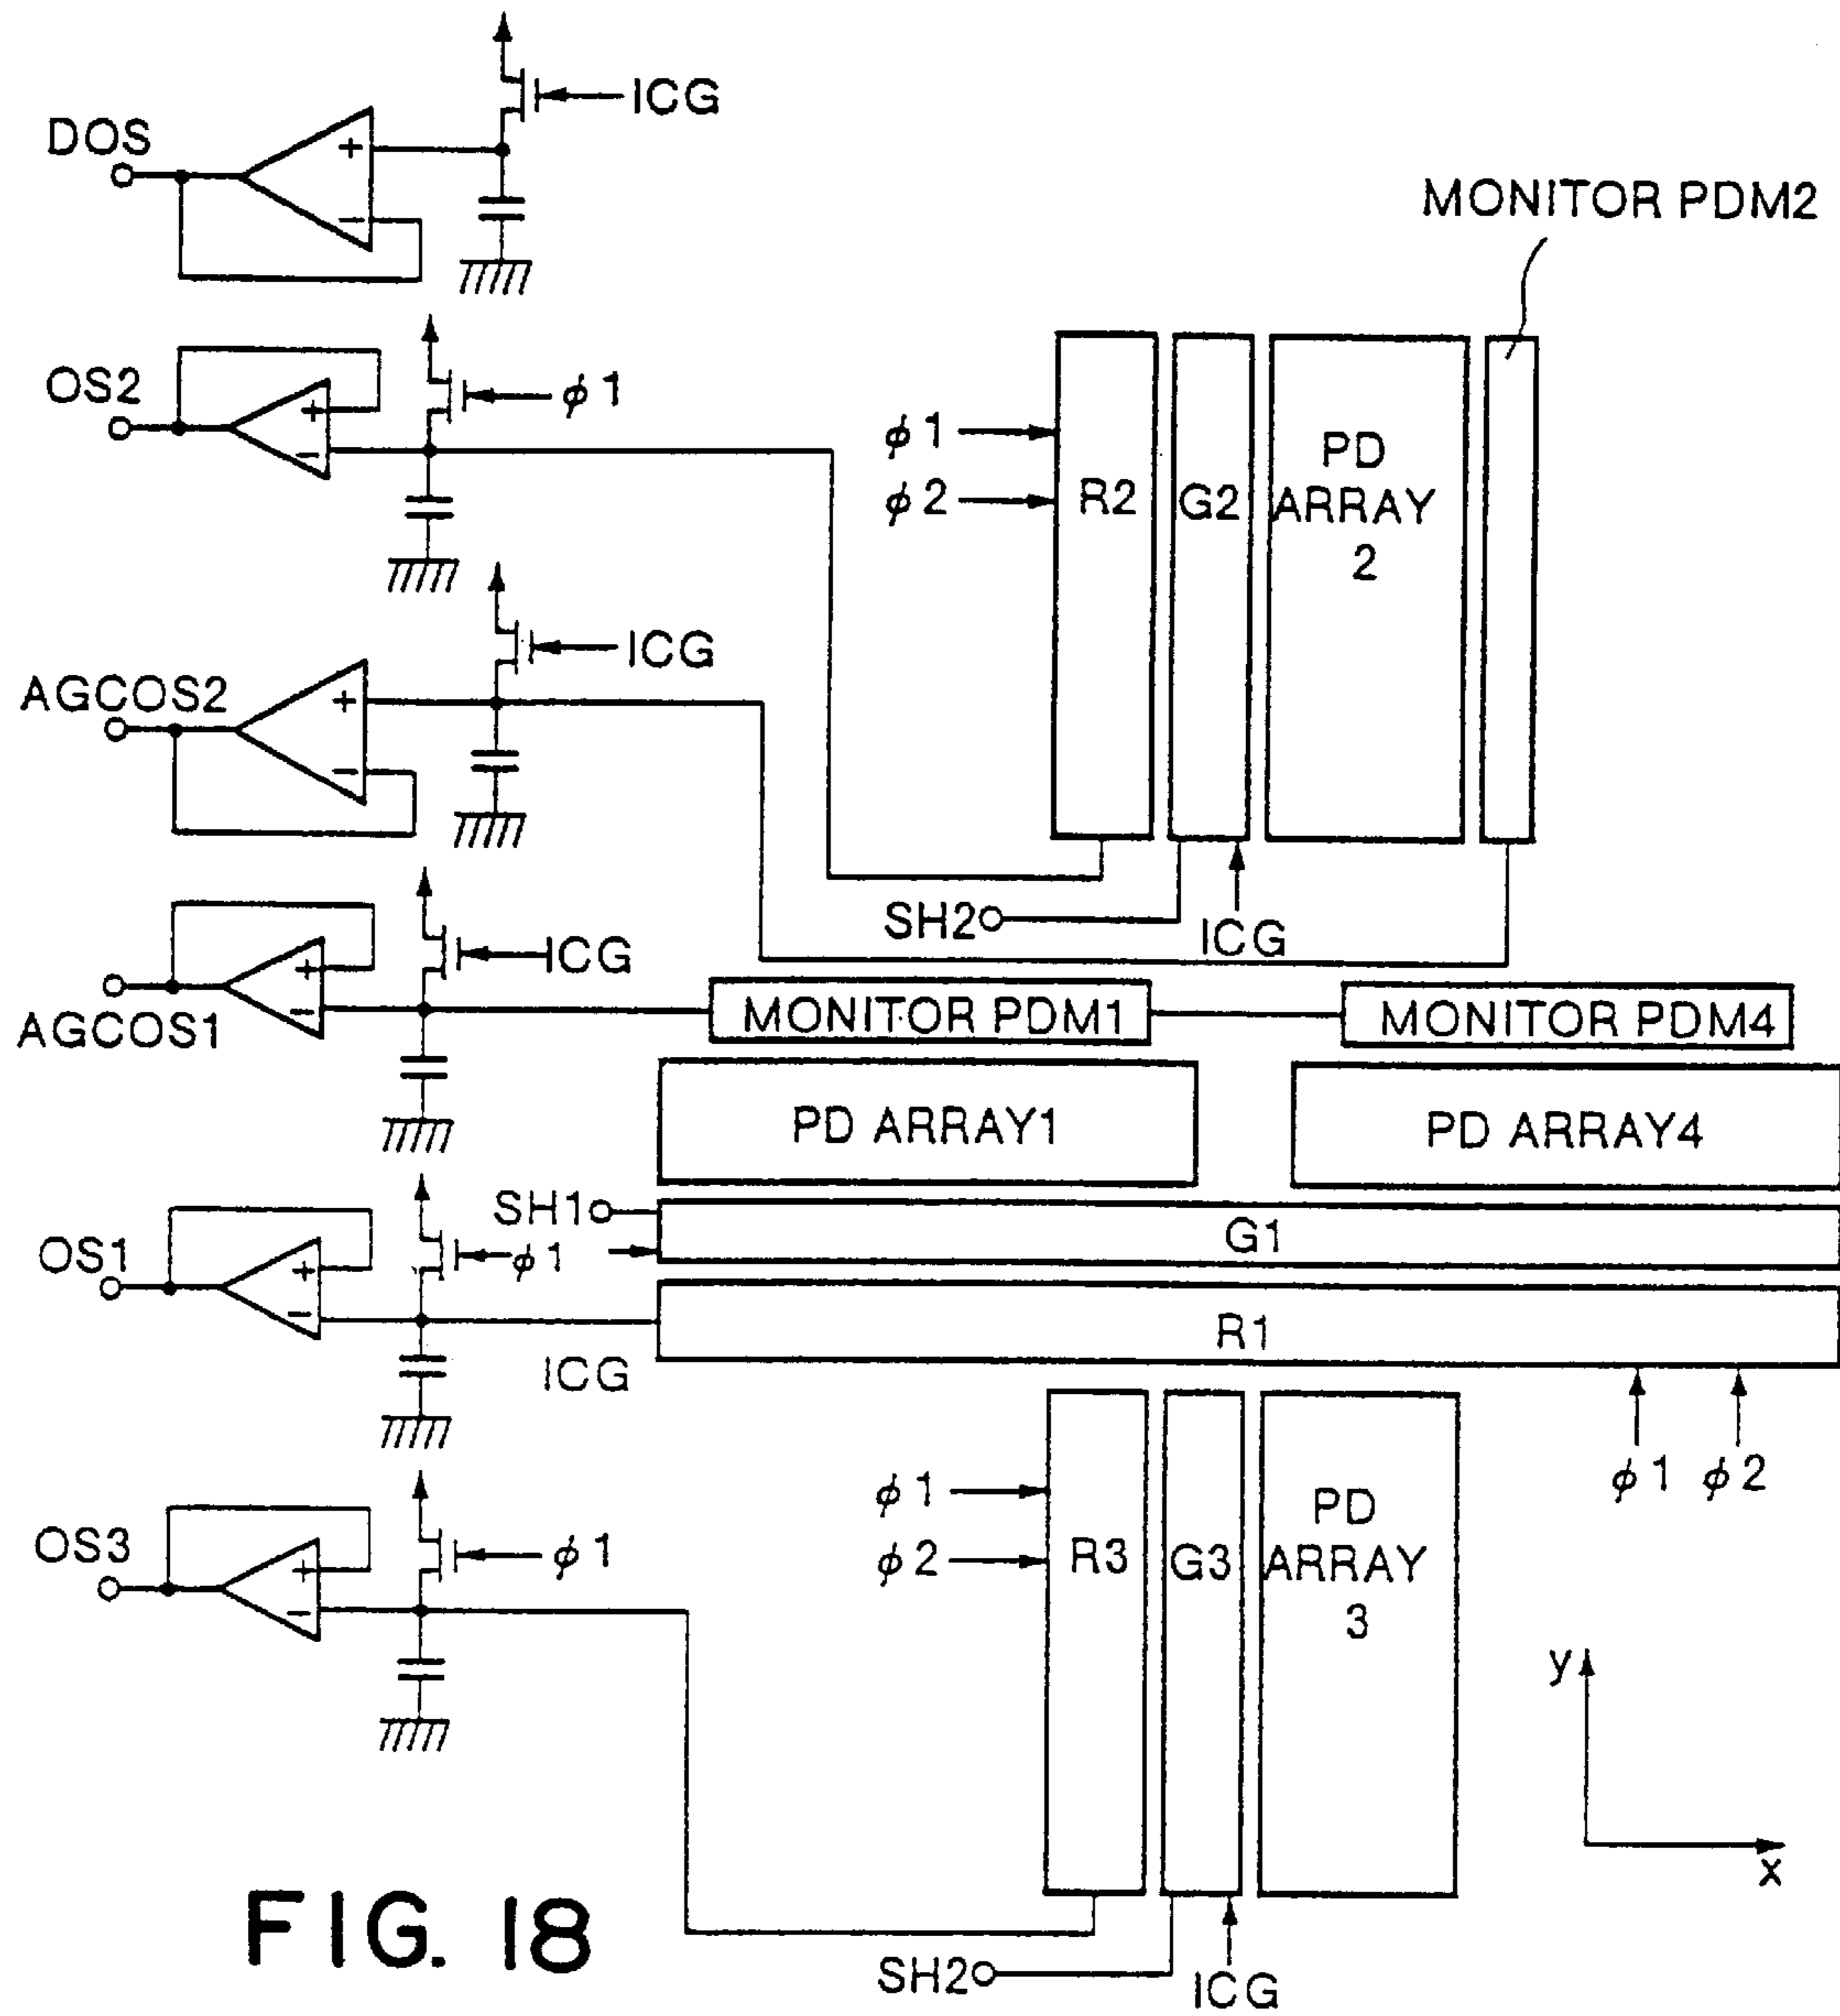 ICG
DOS
+
−
MONITOR PDM2
OS2
+
−
ϕ1
ϕ1
ϕ2
R2
G2
PD
ARRAY
2
ICG
AGCOS2
+
−
SH2
ICG
ICG
+
−
AGCOS1
MONITOR PDM1
MONITOR PDM4
PD ARRAY1
PD ARRAY4
SH1
G1
OS1
+
−
ϕ1
R1
ICG
ϕ1
ϕ2
OS3
+
−
ϕ1
ϕ1
ϕ2
R3
G3
PD
ARRAY
3
y
x
SH2
ICG
FIG. 18